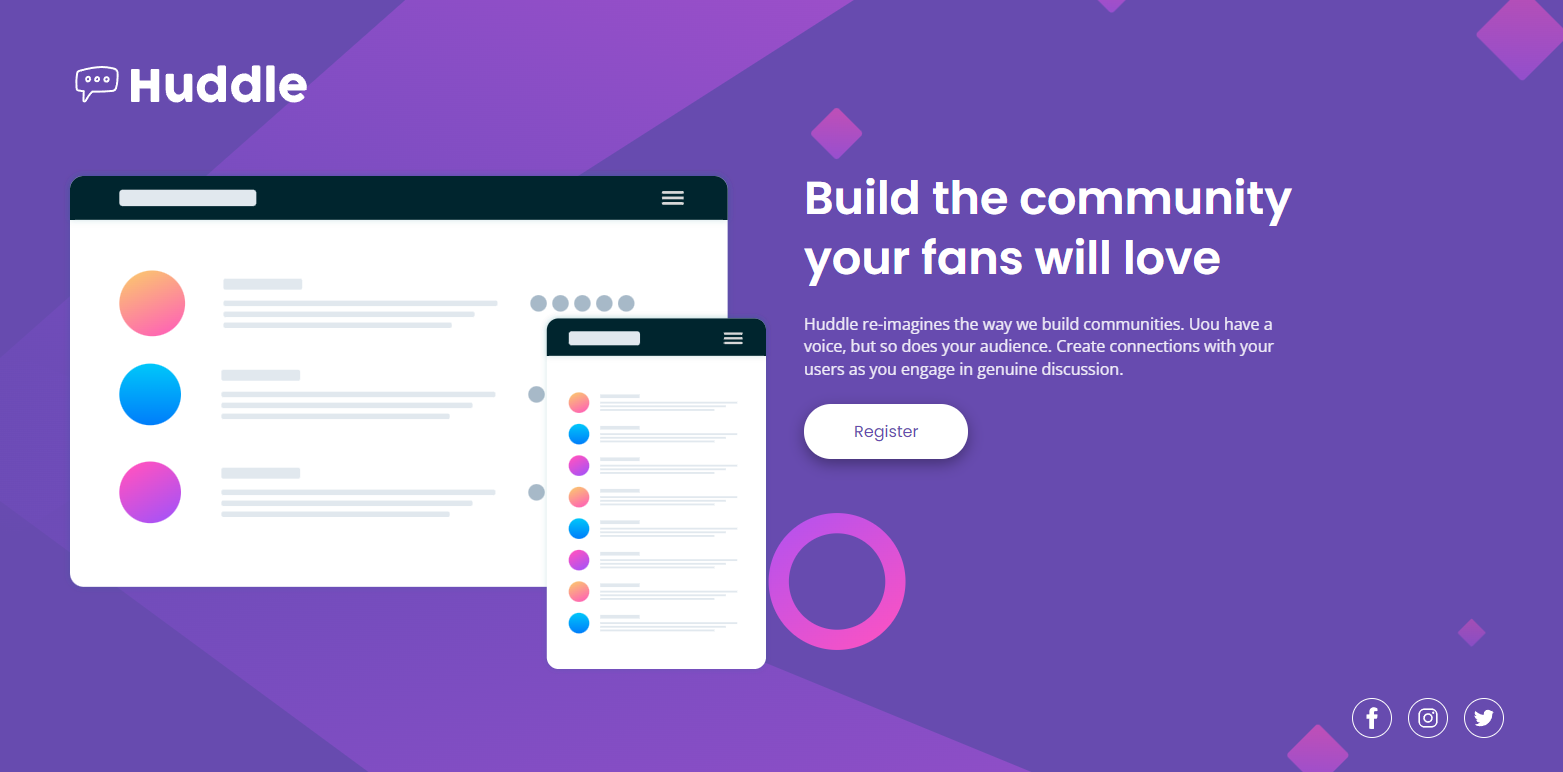 Huddle
Build the community
your fans will love
Huddle re-imagines the way we build communities. Uou have a
voice, but so does your audience. Create connections with your
users as you engage in genuine discussion.
Register